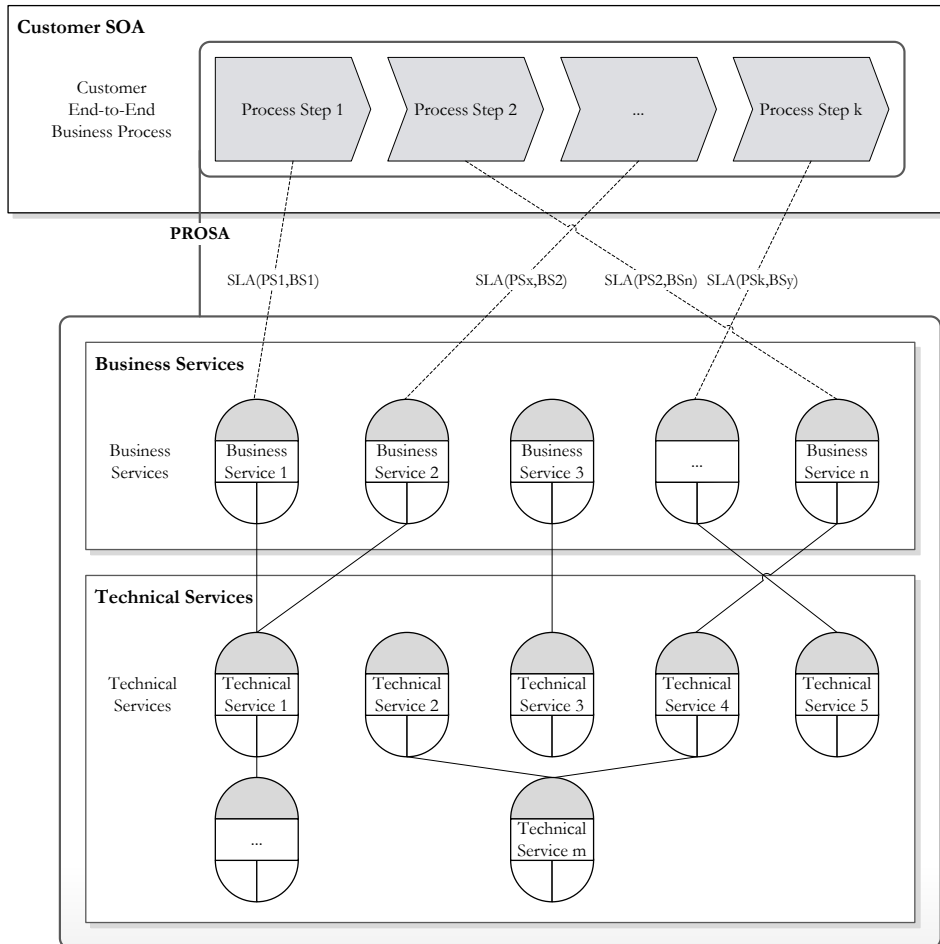 Customer SOA
Customer
End-to-End
Business Process
Process Step 1
Process Step 2
...
Process Step k
PROSA
SLA(PS1,BS1)
SLA(PSx,BS2)
SLA(PS2,BSn)
SLA(PSk,BSy)
Business Services
Business
Services
Business
Service 1
Business
Service 2
Business
Service 3
...
Business
Service n
Technical Services
Technical
Services
Technical
Service 1
Technical
Service 2
Technical
Service 3
Technical
Service 4
Technical
Service 5
...
Technical
Service m